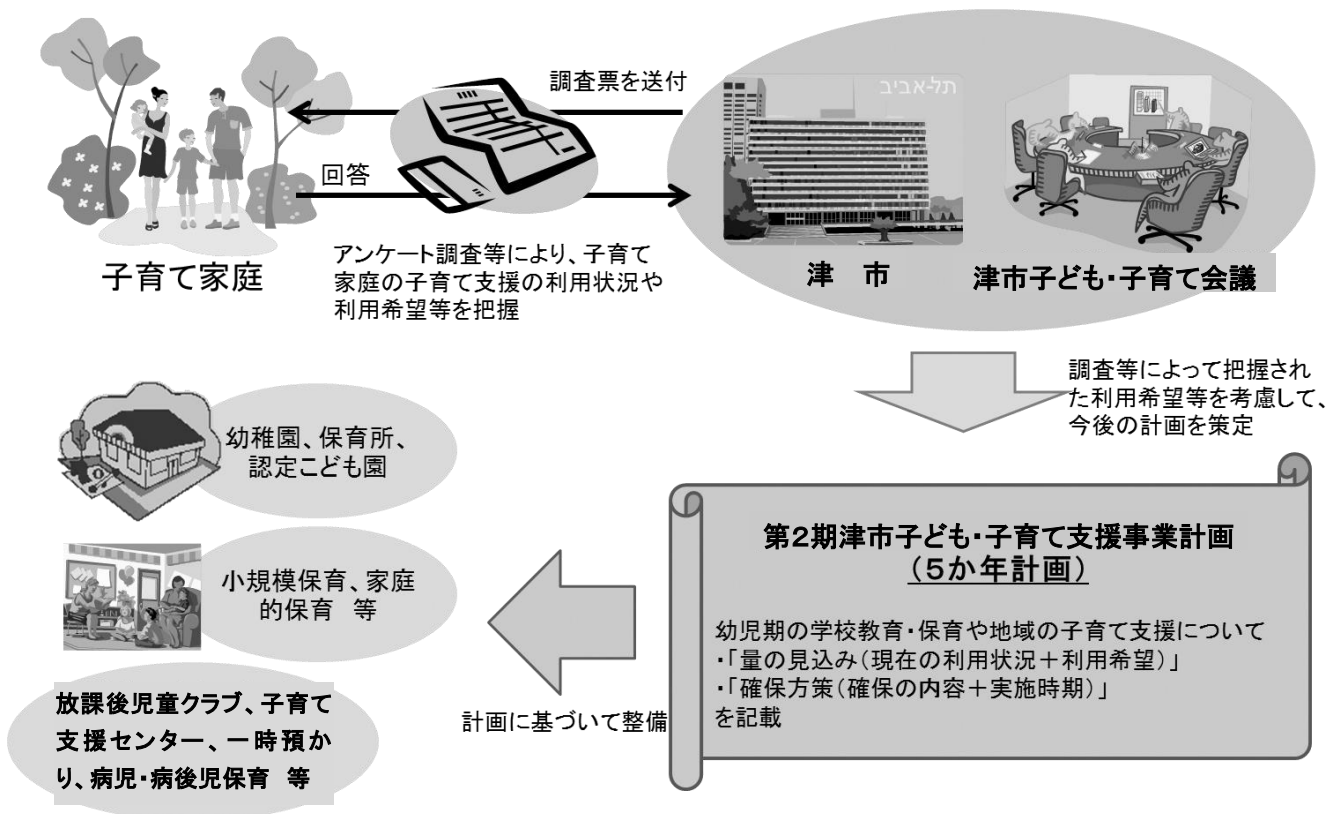 調査票を送付
תל-אביב
回答
アンケート調査等により、子育て
家庭の子育て支援の利用状況や
利用希望等を把握
子育て家庭
津　市
津市子ども・子育て会議
調査等によって把握され
た利用希望等を考慮して、
今後の計画を策定
幼稚園、保育所、
認定こども園
小規模保育、家庭
的保育　等
放課後児童クラブ、子育て
支援センター、一時預か
り、病児・病後児保育　等
計画に基づいて整備
第２期津市子ども・子育て支援事業計画
（５か年計画）
幼児期の学校教育・保育や地域の子育て支援について
・「量の見込み（現在の利用状況＋利用希望）」
・「確保方策（確保の内容＋実施時期）」
を記載